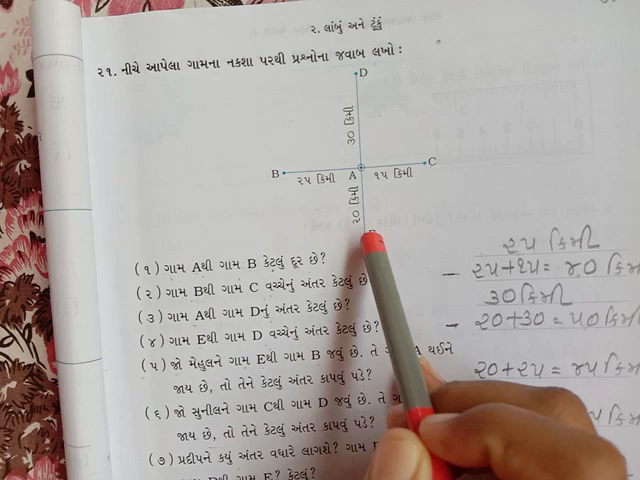 ૨. લાંબું અને ટૂંકું
૨૧. નીચે આપેલા ગામના નકશા પરથી પ્રશ્નોના જવાબ લખો :
D
૩૦ કિમી
B
૨૫ કિમી
A
૧૫ કિમી
C
૨૦ કિમી
(૧) ગામ Aથી ગામ B કેટલું દૂર છે?
૨૫ કિમી
(૨) ગામ Bથી ગામ C વચ્ચેનું અંતર કેટલું છે
- ૨૫+૧૫= ૪૦ કિમી
(૩) ગામ Aથી ગામ Dનું અંતર કેટલું છે?
૩૦ કિમી
(૪) ગામ Eથી ગામ D વચ્ચેનું અંતર કેટલું છે?
- ૨૦+૩૦ = ૫૦ કિમી
(૫) જો મેહુલને ગામ Eથી ગામ B જવું છે. તે A થઈને
જાય છે, તો તેને કેટલું અંતર કાપવું પડે?
૨૦+૨૫ = ૪૫ કિમી
(૬) જો સુનીલને ગામ Cથી ગામ D જવું છે. તે ગ
જાય છે, તો તેને કેટલું અંતર કાપવું પડે?
(૭) પ્રદીપને કયું અંતર વધારે લાગશે? ગામ
E? કેટલું?